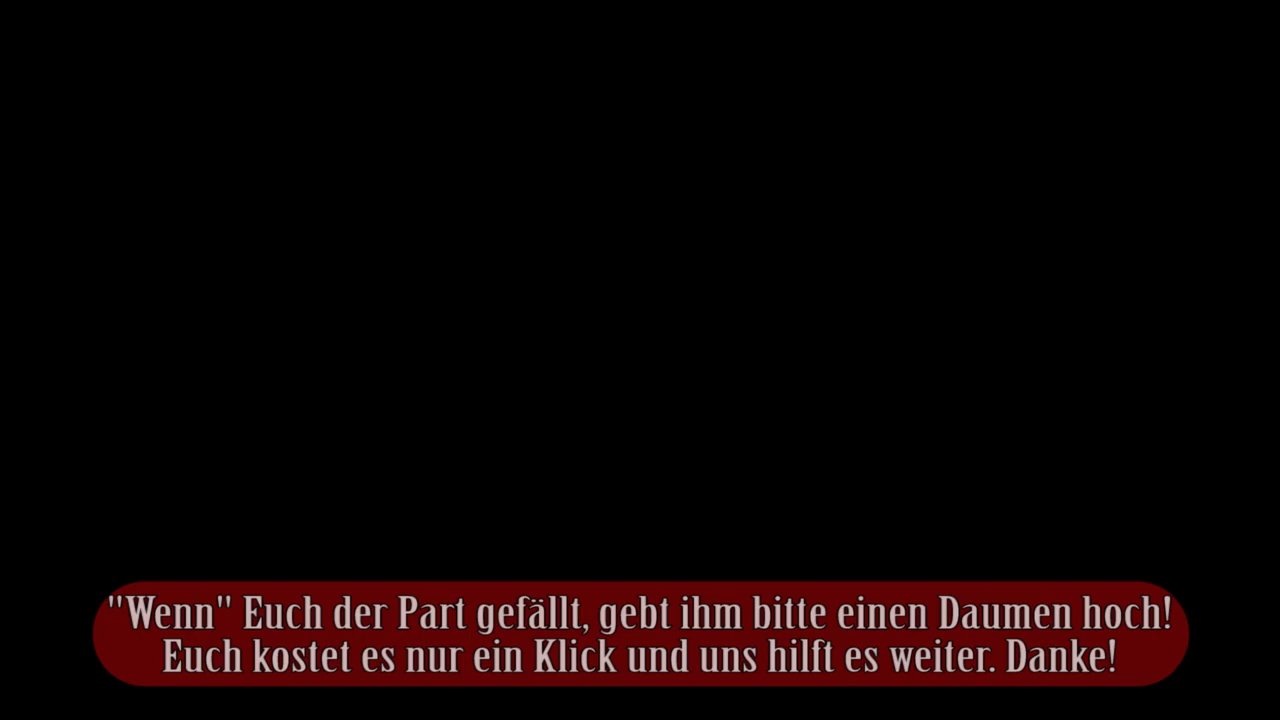 "Wenn" Euch der Part gefällt, gebt ihm bitte einen Daumen hoch!
Euch kostet es nur ein Klick und uns hilft es weiter. Danke!